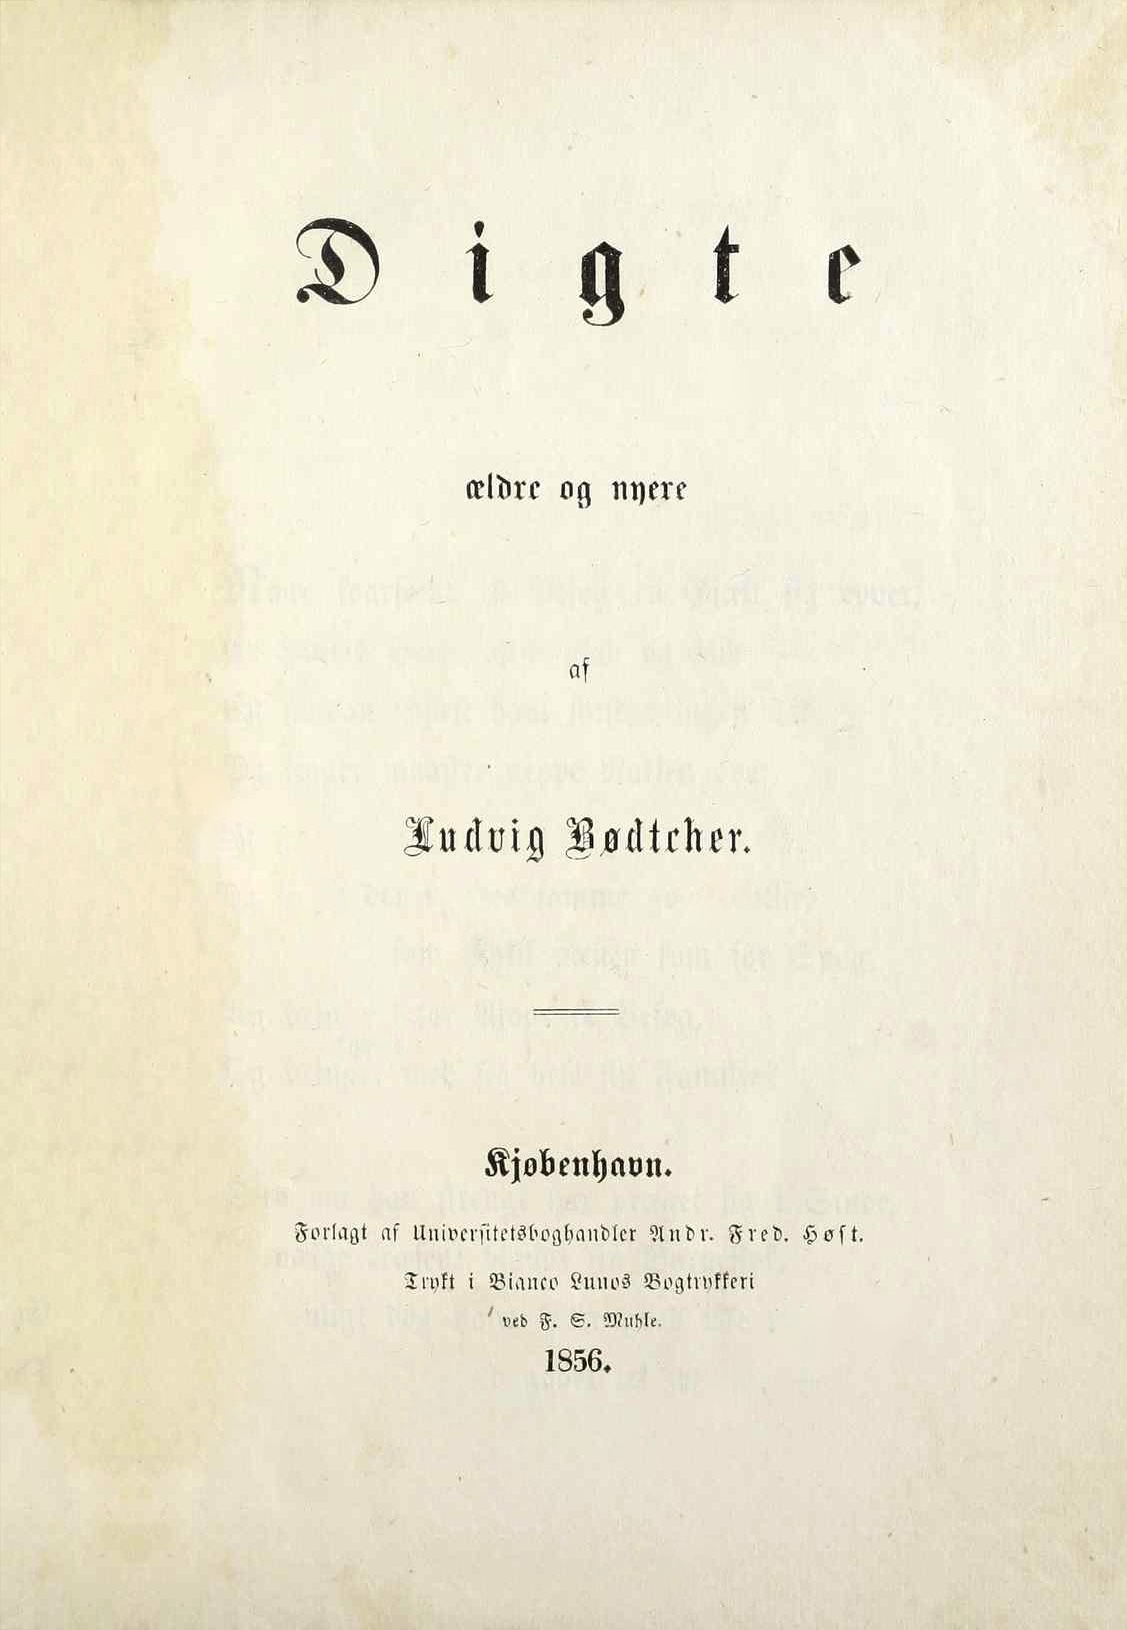 Digte
ældre og nyere
af
Ludvig Bødtcher.
Kjøbenhavn.
Forlagt af Universitetsboghandler Andr. Fred. Høst.
Trykt i Bianco Lunos Bogtrykkeri
ved F. S. Muhle.
1856.